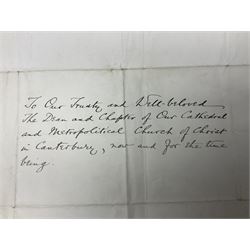 To Our Trusty and Well-beloved
The Dean and Chapter of Our Cathedral
and Metropolitical Church of Christ
in Canterbury, now and for the time
being.